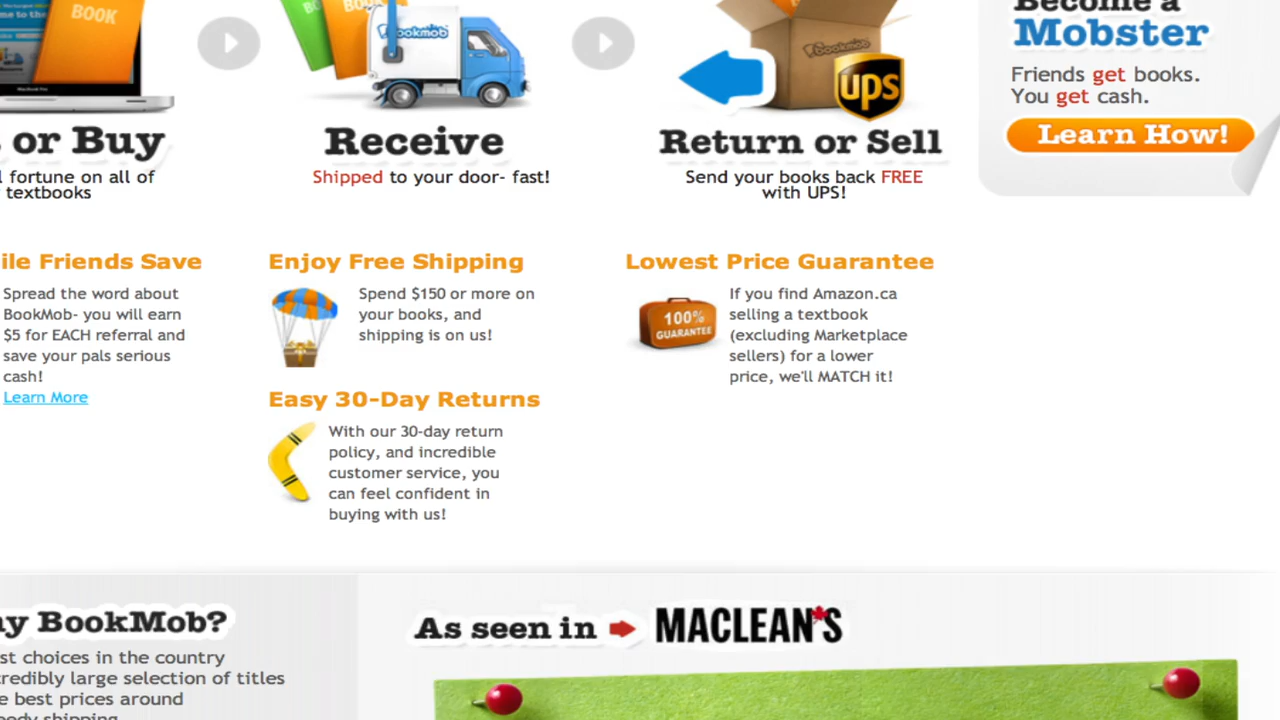 BOOK
BOOK
bookmob
bookmob
ups
or Buy
fortune on all of
textbooks
Receive
Shipped to your door- fast!
Return or Sell
Send your books back FREE
with UPS!
Become a
Mobster
Friends get books.
You get cash.
Learn How!
ile Friends Save
Spread the word about
BookMob- you will earn
$5 for EACH referral and
save your pals serious
cash!
Learn More
Enjoy Free Shipping
Spend $150 or more on
your books, and
shipping is on us!
Easy 30-Day Returns
With our 30-day return
policy, and incredible
customer service, you
can feel confident in
buying with us!
Lowest Price Guarantee
100%
GUARANTEE
If you find Amazon.ca
selling a textbook
(excluding Marketplace
sellers) for a lower
price, we'll MATCH it!
y BookMob?
st choices in the country
credibly large selection of titles
e best prices around
eedy shipping
As seen in MACLEAN'S